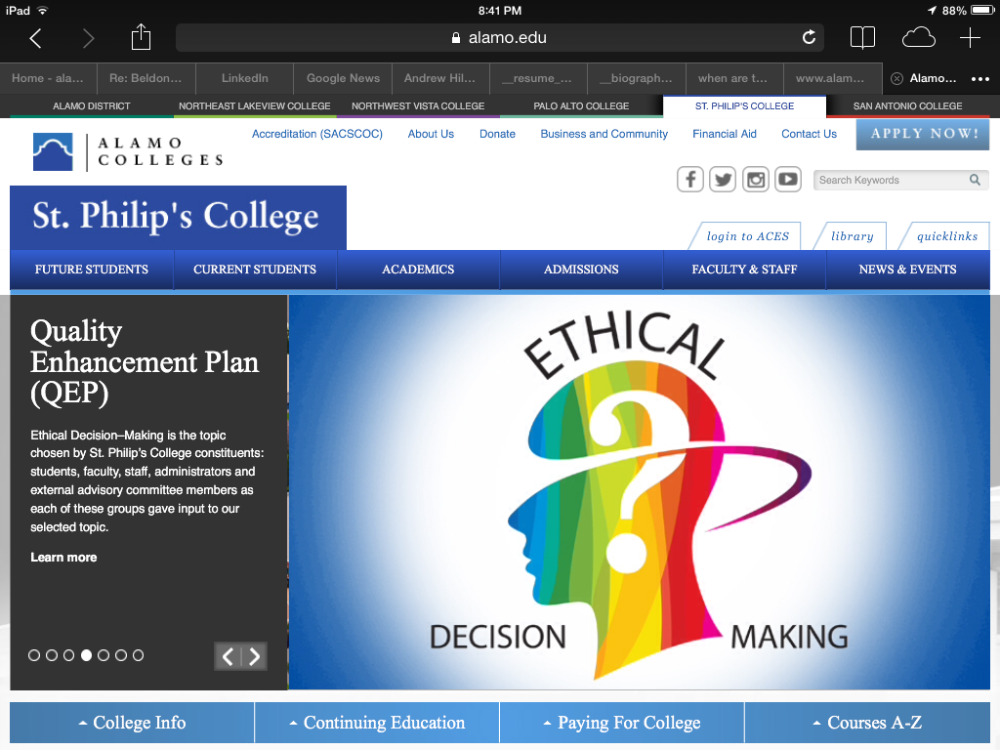 iPad 8:41 PM 88%
alamo.edu
Home - ala... Re: Beldon... LinkedIn Google News Andrew Hil... __resume_... __biograph... when are t... www.alam... Alamo...
ALAMO DISTRICT NORTHEAST LAKEVIEW COLLEGE NORTHWEST VISTA COLLEGE PALO ALTO COLLEGE ST. PHILIP'S COLLEGE SAN ANTONIO COLLEGE
Accreditation (SACSCOC) About Us Donate Business and Community Financial Aid Contact Us APPLY NOW!
ALAMO
COLLEGES
Search Keywords
St. Philip's College
login to ACES library quicklinks
FUTURE STUDENTS CURRENT STUDENTS ACADEMICS ADMISSIONS FACULTY & STAFF NEWS & EVENTS
Quality
Enhancement Plan
(QEP)
Ethical Decision–Making is the topic
chosen by St. Philip's College constituents:
students, faculty, staff, administrators and
external advisory committee members as
each of these groups gave input to our
selected topic.
Learn more
ETHICAL
?
DECISION MAKING
College Info Continuing Education Paying For College Courses A-Z